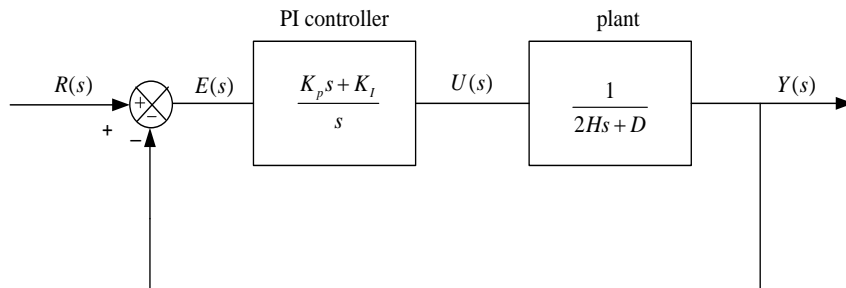 PI controller
plant
R(s)
+
−
+
−
E(s)
K_p s + K_I
s
U(s)
1
2Hs + D
Y(s)